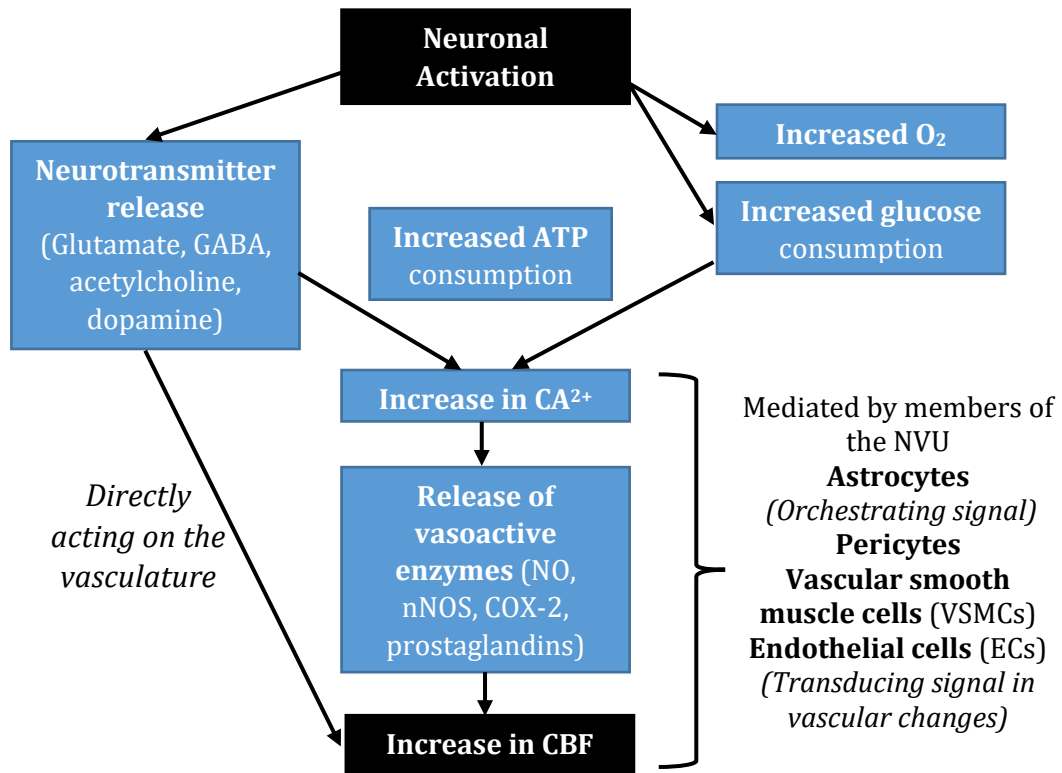 Neuronal
Activation
Increased O₂
Neurotransmitter
release
(Glutamate, GABA,
acetylcholine,
dopamine)
Increased ATP
consumption
Increased glucose
consumption
Increase in CA²⁺
Release of
vasoactive
enzymes (NO,
nNOS, COX-2,
prostaglandins)
Directly
acting on the
vasculature
Increase in CBF
Mediated by members of
the NVU
Astrocytes
(Orchestrating signal)
Pericytes
Vascular smooth
muscle cells (VSMCs)
Endothelial cells (ECs)
(Transducing signal in
vascular changes)